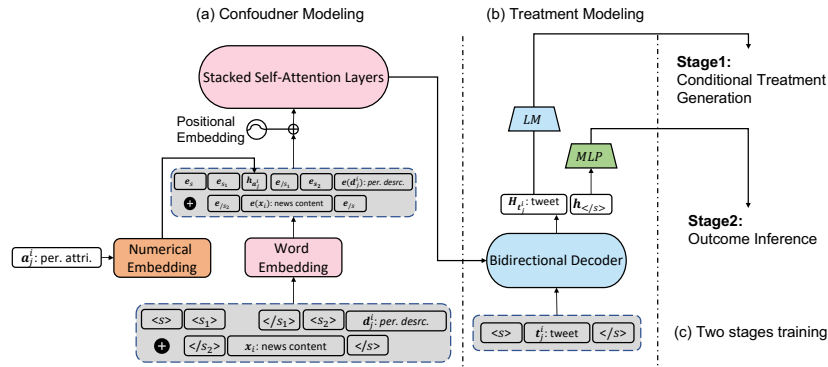 (a) Confoudner Modeling
(b) Treatment Modeling
Stacked Self-Attention Layers
Positional
Embedding
LM
MLP
Stage1:
Conditional Treatment
Generation
e_s e_{s_1} h_{a_j^i} e_{/s_1} e_{s_2} e(d_j^i): per. desrc.
e_{/s_2} e(x_i): news content e_{/s}
H_{t_j^i}: tweet h_{</s>}
Stage2:
Outcome Inference
a_j^i: per. attri.
Numerical
Embedding
Word
Embedding
Bidirectional Decoder
<s> <s_1> </s_1> <s_2> d_j^i: per. desrc.
</s_2> x_i: news content </s>
<s> t_j^i: tweet </s>
(c) Two stages training